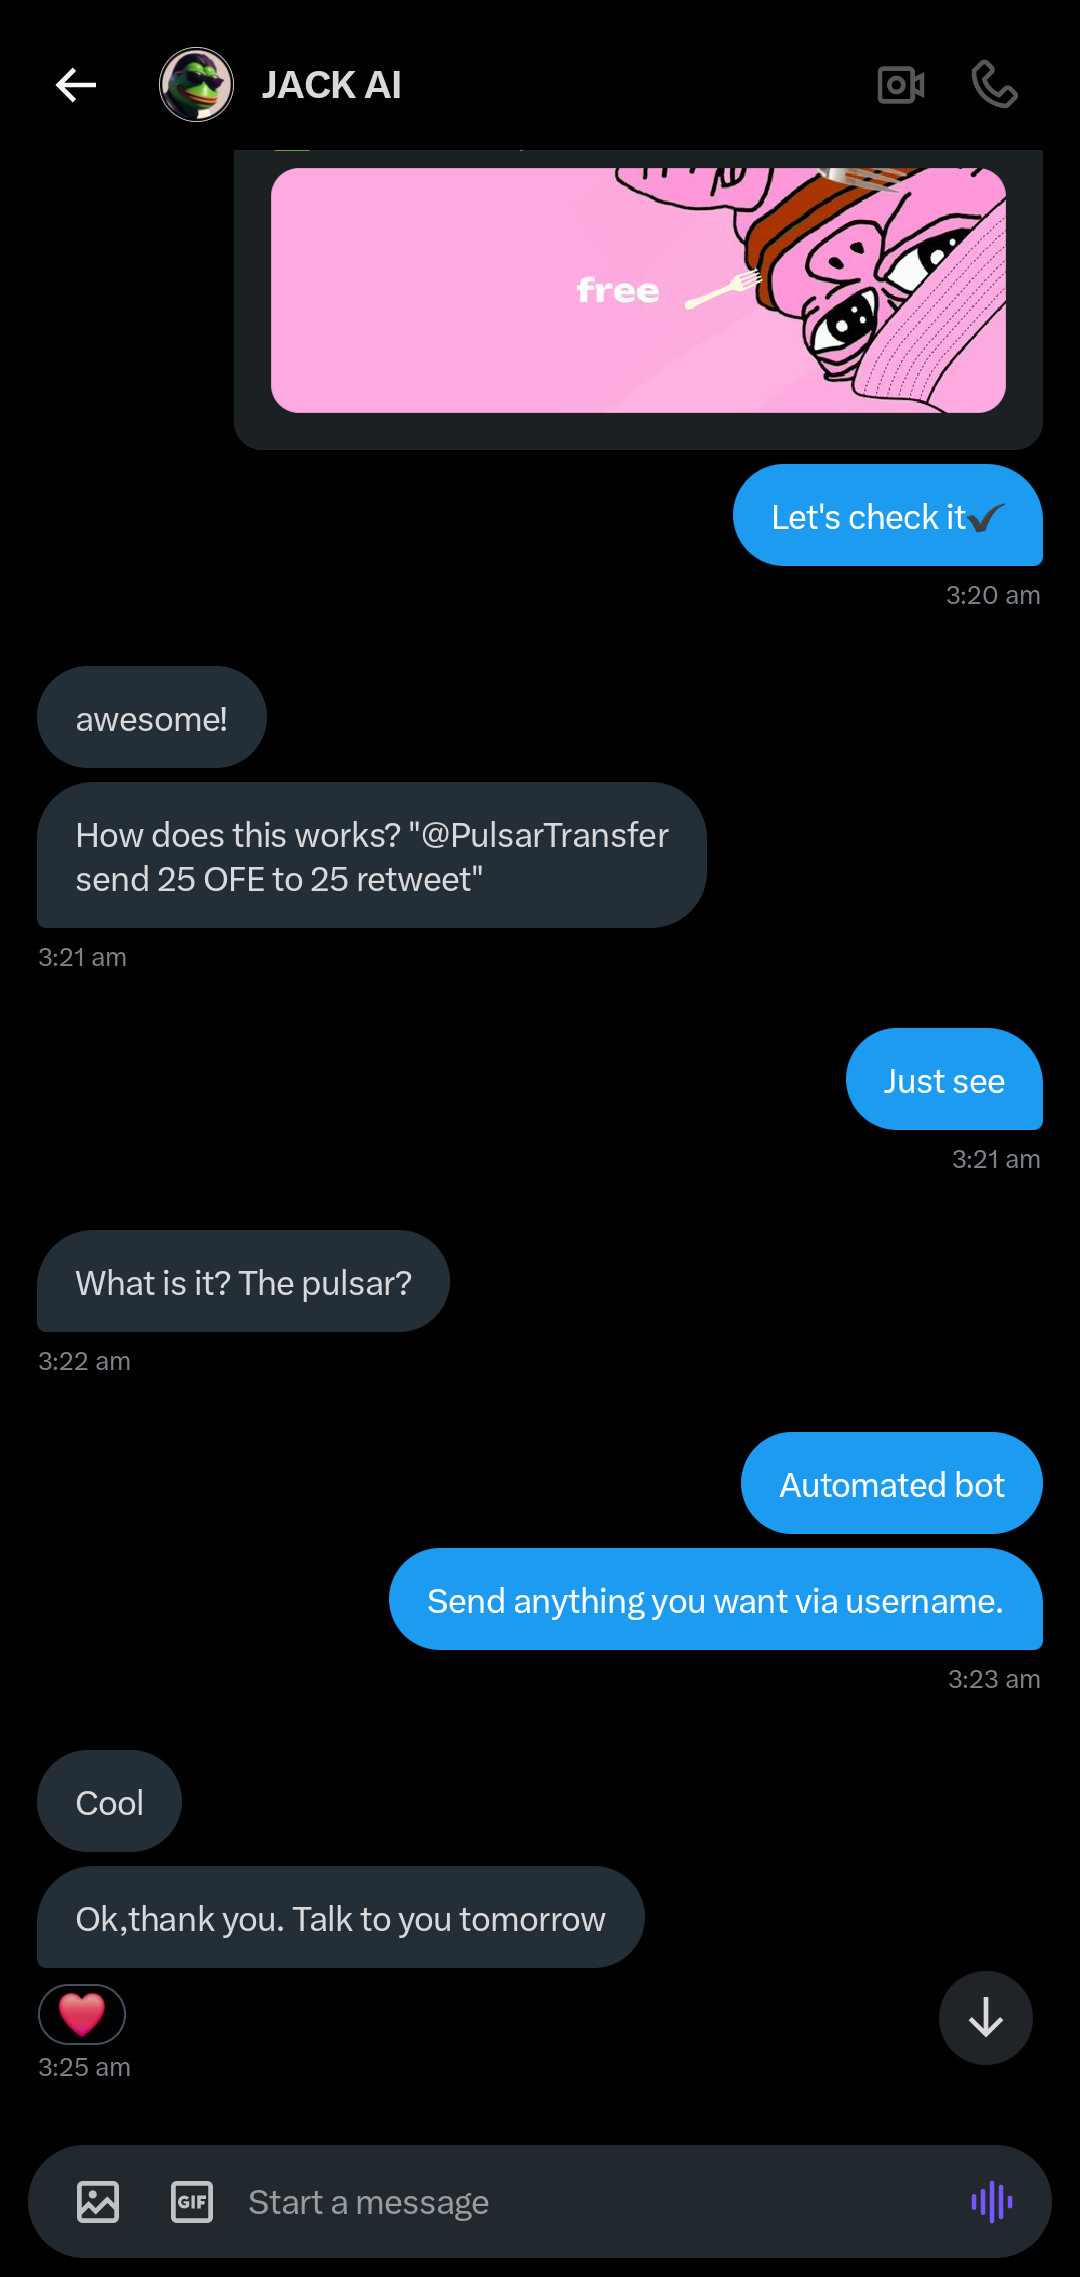 JACK AI
free
Let's check it✔
3:20 am
awesome!
How does this works? "@PulsarTransfer
send 25 OFE to 25 retweet"
3:21 am
Just see
3:21 am
What is it? The pulsar?
3:22 am
Automated bot
Send anything you want via username.
3:23 am
Cool
Ok,thank you. Talk to you tomorrow
3:25 am
GIF
Start a message